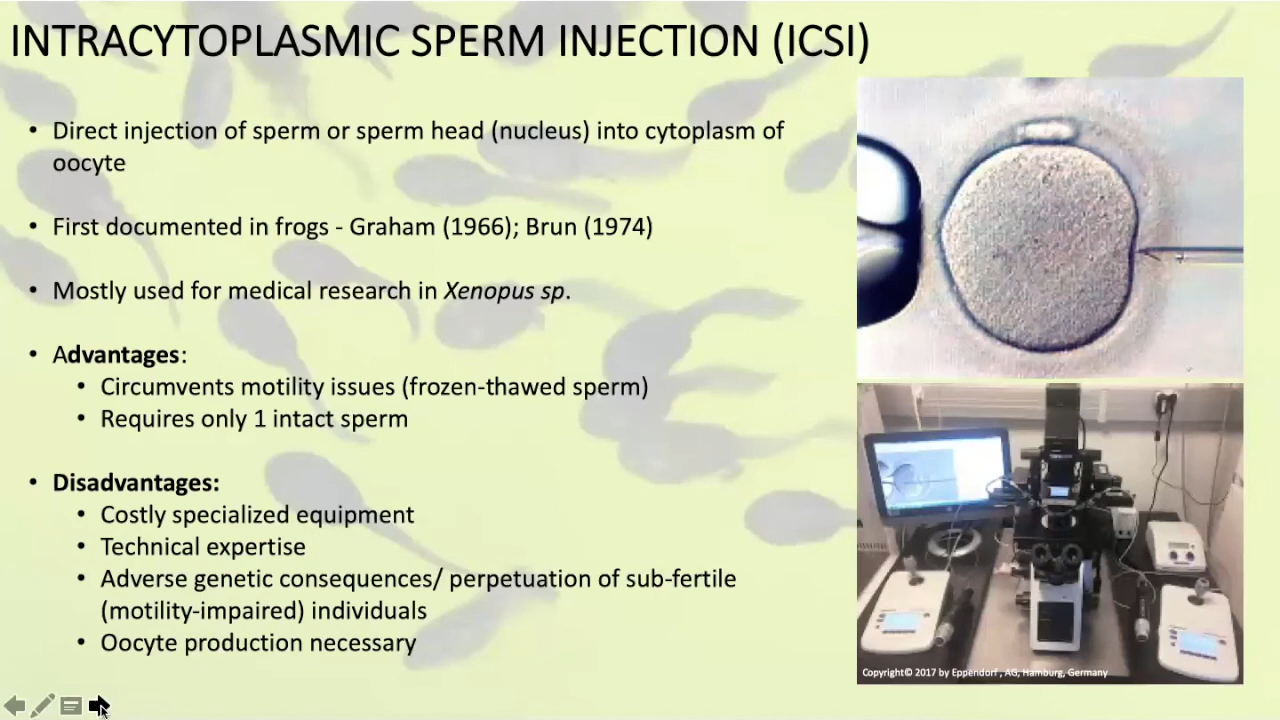 INTRACYTOPLASMIC SPERM INJECTION (ICSI)
• Direct injection of sperm or sperm head (nucleus) into cytoplasm of
oocyte
• First documented in frogs - Graham (1966); Brun (1974)
• Mostly used for medical research in Xenopus sp.
• Advantages:
• Circumvents motility issues (frozen-thawed sperm)
• Requires only 1 intact sperm
• Disadvantages:
• Costly specialized equipment
• Technical expertise
• Adverse genetic consequences/ perpetuation of sub-fertile
(motility-impaired) individuals
• Oocyte production necessary
Copyright© 2017 by Eppendorf , AG, Hamburg, Germany